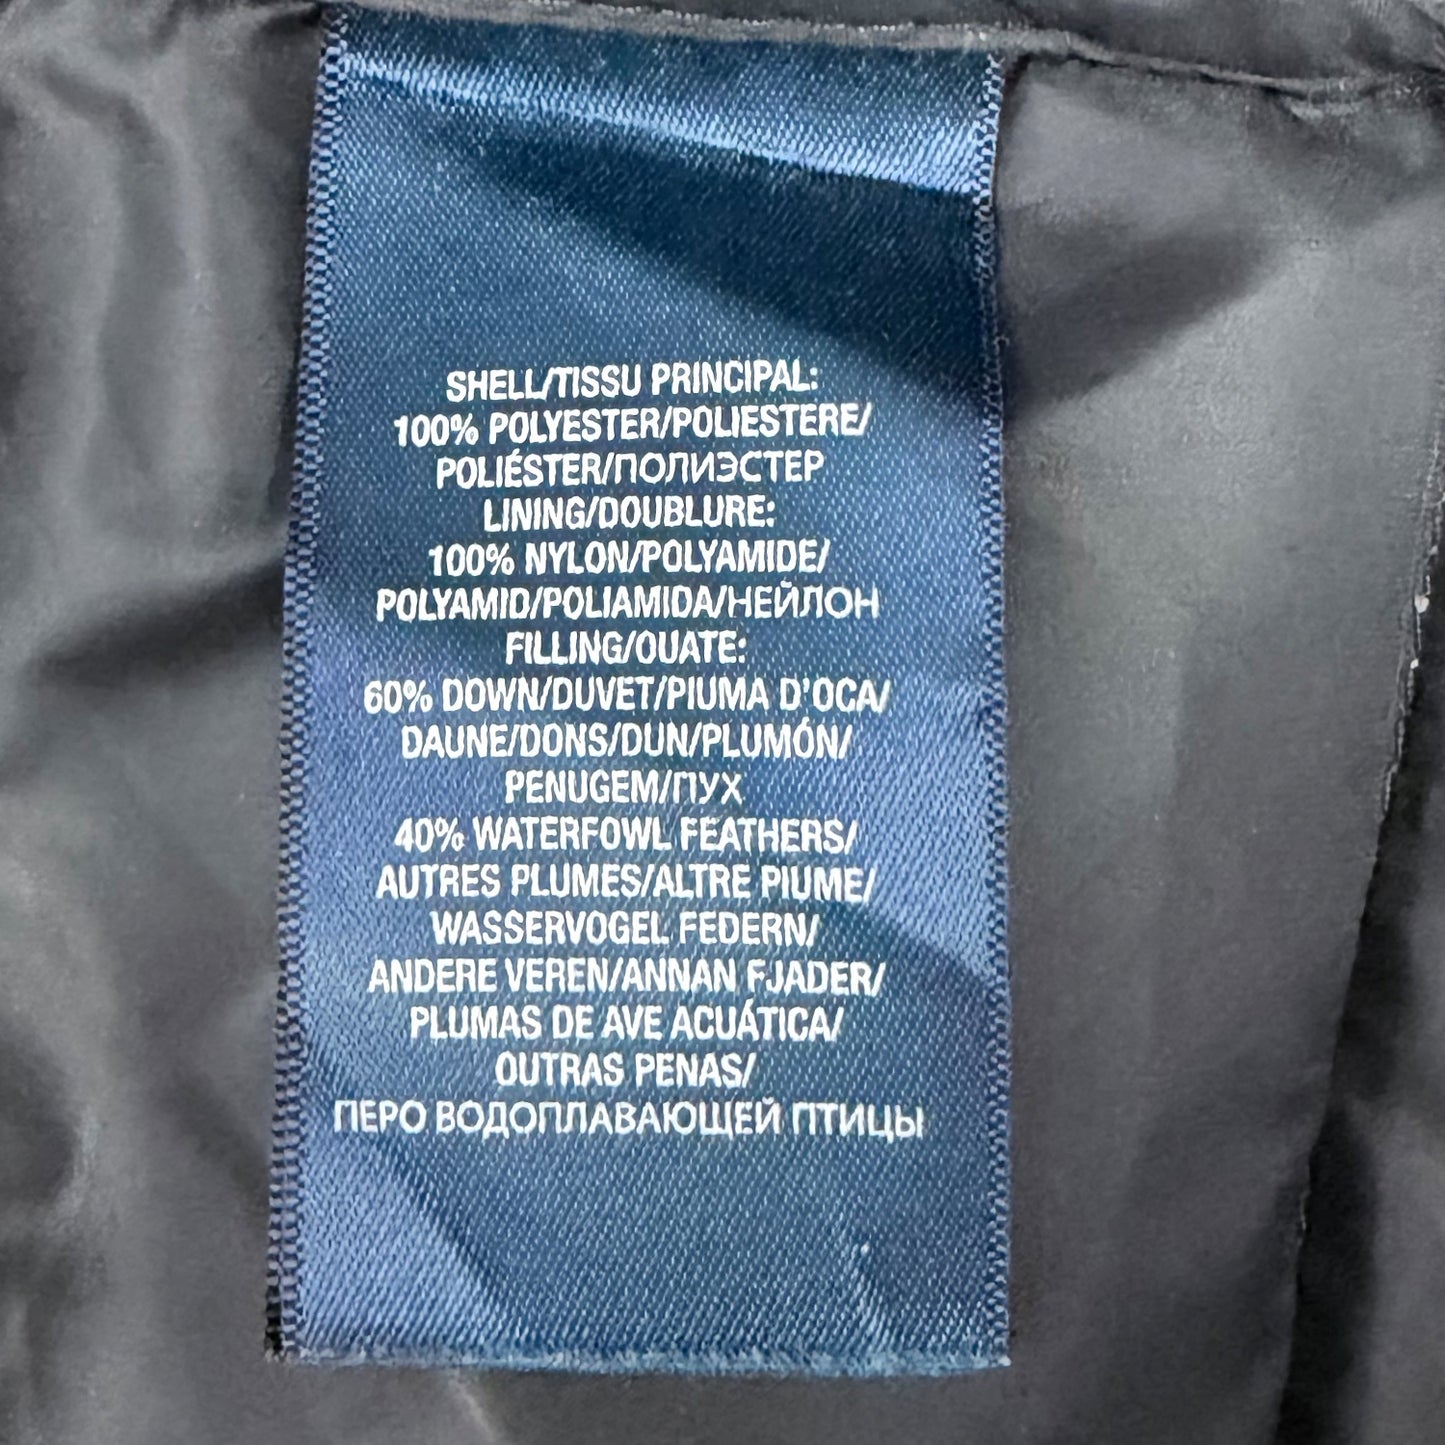 SHELL/TISSU PRINCIPAL:
100% POLYESTER/POLIESTERE/
POLIÉSTER/ПОЛИЭСТЕР
LINING/DOUBLURE:
100% NYLON/POLYAMIDE/
POLYAMID/POLIAMIDA/НЕЙЛОН
FILLING/OUATE:
60% DOWN/DUVET/PIUMA D'OCA/
DAUNE/DONS/DUN/PLUMÓN/
PENUGEM/ПУХ
40% WATERFOWL FEATHERS/
AUTRES PLUMES/ALTRE PIUME/
WASSERVOGEL FEDERN/
ANDERE VEREN/ANNAN FJADER/
PLUMAS DE AVE ACUÁTICA/
OUTRAS PENAS/
ПЕРО ВОДОПЛАВАЮЩЕЙ ПТИЦЫ